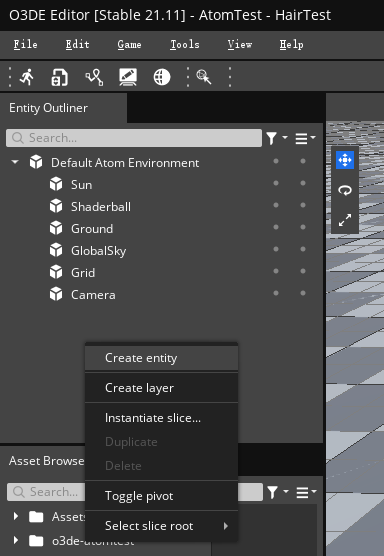 O3DE Editor [Stable 21.11] - AtomTest - HairTest
File Edit Game Tools View Help
Entity Outliner
Search...
Default Atom Environment
Sun
Shaderball
Ground
GlobalSky
Grid
Camera
Create entity
Create layer
Instantiate slice...
Duplicate
Delete
Toggle pivot
Select slice root
Asset Browse
Search...
Assets
o3de-atomtest